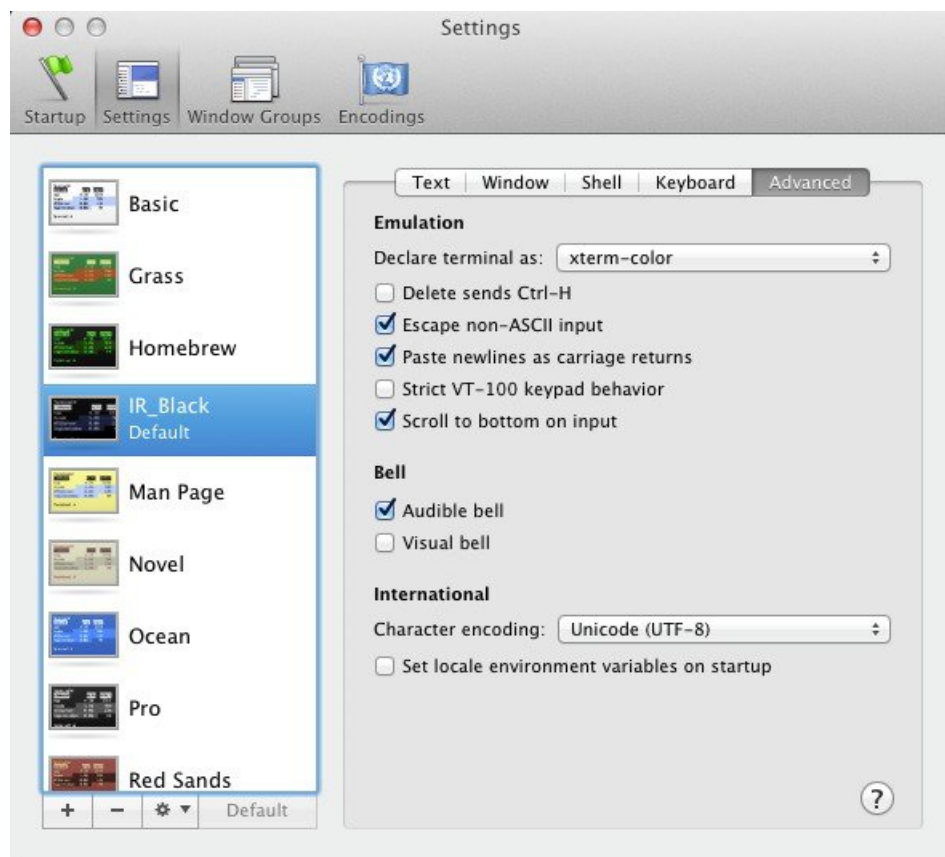 Settings
Startup Settings Window Groups Encodings
Basic
Grass
Homebrew
IR_Black
Default
Man Page
Novel
Ocean
Pro
Red Sands
+ − Default
Text Window Shell Keyboard Advanced
Emulation
Declare terminal as: xterm-color
Delete sends Ctrl-H
Escape non-ASCII input
Paste newlines as carriage returns
Strict VT-100 keypad behavior
Scroll to bottom on input
Bell
Audible bell
Visual bell
International
Character encoding: Unicode (UTF-8)
Set locale environment variables on startup
?